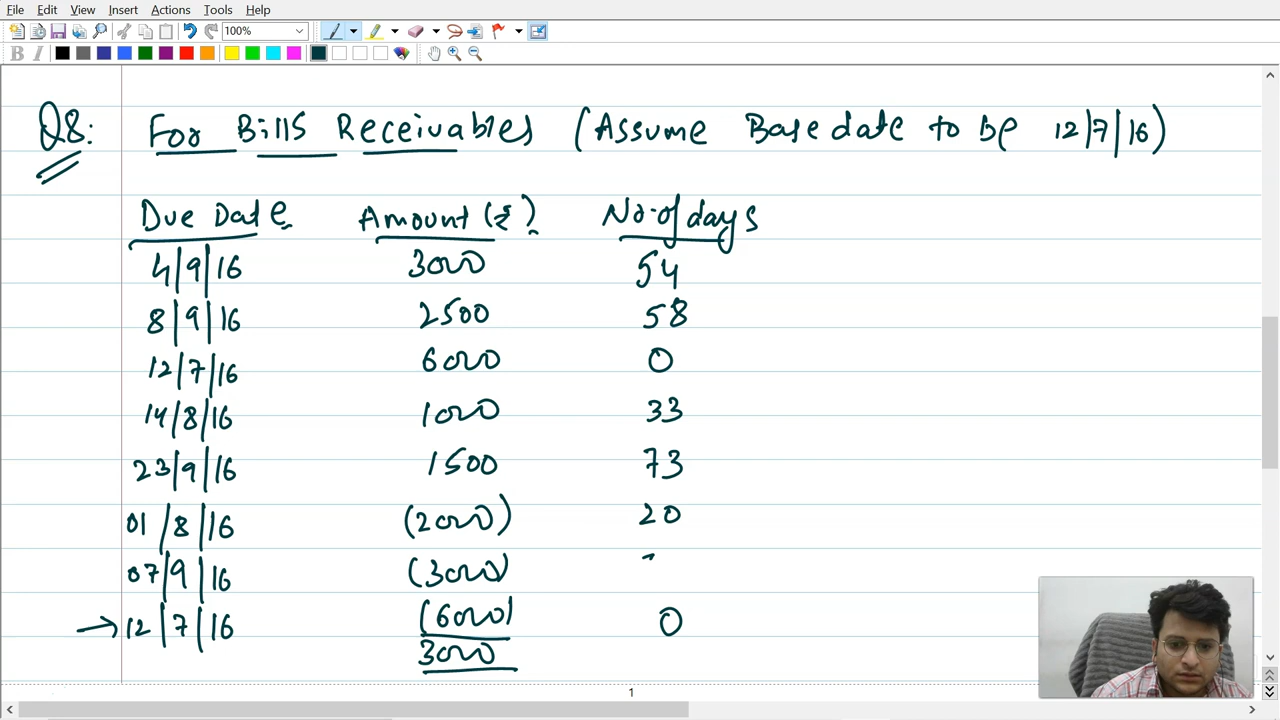 File Edit View Insert Actions Tools Help
100%
B I
Q8: For Bills Receivables (Assume Base date to be 12/7/16)
Due Date Amount (₹) No. of days
4/9/16 3000 54
8/9/16 2500 58
12/7/16 6000 0
14/8/16 1000 33
23/9/16 1500 73
01/8/16 (2000) 20
07/9/16 (3000)
→ 12/7/16 (6000) 0
3000
1